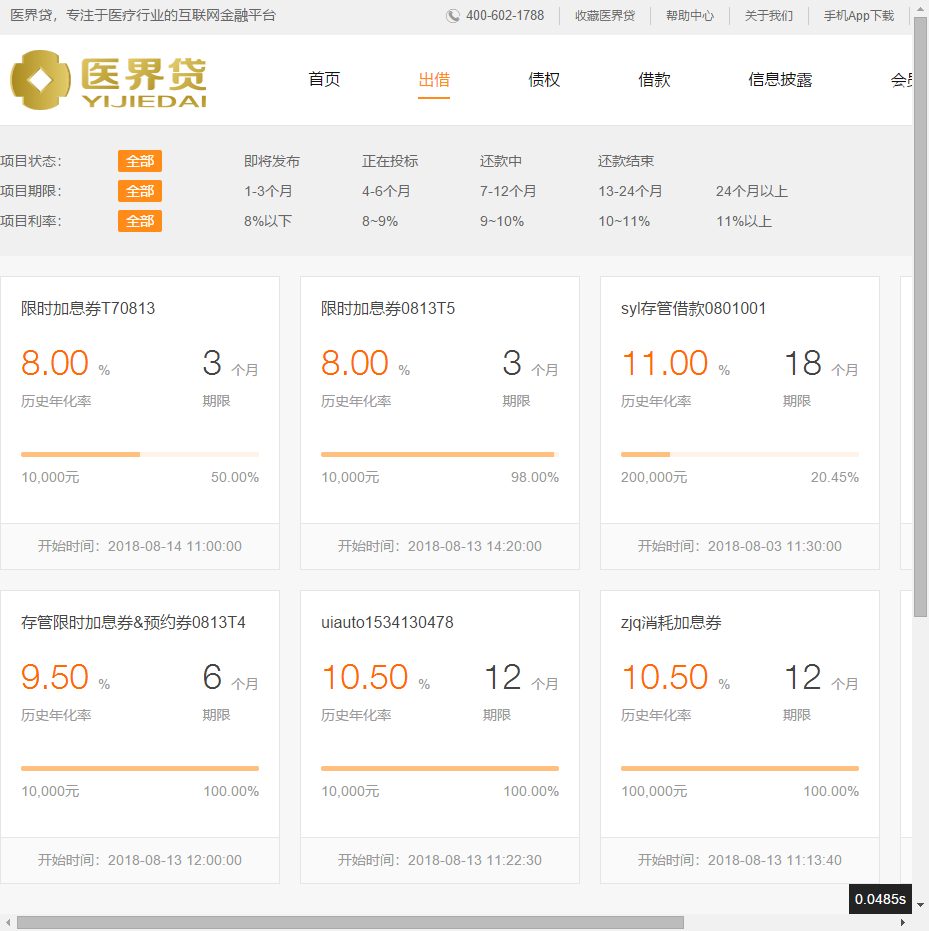 医界贷，专注于医疗行业的互联网金融平台 400-602-1788 收藏医界贷 帮助中心 关于我们 手机App下载
医界贷
YIJIEDAI
首页 出借 债权 借款 信息披露 会
项目状态： 全部 即将发布 正在投标 还款中 还款结束
项目期限： 全部 1-3个月 4-6个月 7-12个月 13-24个月 24个月以上
项目利率： 全部 8%以下 8~9% 9~10% 10~11% 11%以上
限时加息券T70813 限时加息券0813T5 syl存管借款0801001
8.00 % 3 个月 8.00 % 3 个月 11.00 % 18 个月
历史年化率 期限 历史年化率 期限 历史年化率 期限
10,000元 50.00% 10,000元 98.00% 200,000元 20.45%
开始时间：2018-08-14 11:00:00 开始时间：2018-08-13 14:20:00 开始时间：2018-08-03 11:30:00
存管限时加息券&预约券0813T4 uiauto1534130478 zjq消耗加息券
9.50 % 6 个月 10.50 % 12 个月 10.50 % 12 个月
历史年化率 期限 历史年化率 期限 历史年化率 期限
10,000元 100.00% 10,000元 100.00% 100,000元 100.00%
开始时间：2018-08-13 12:00:00 开始时间：2018-08-13 11:22:30 开始时间：2018-08-13 11:13:40
0.0485s